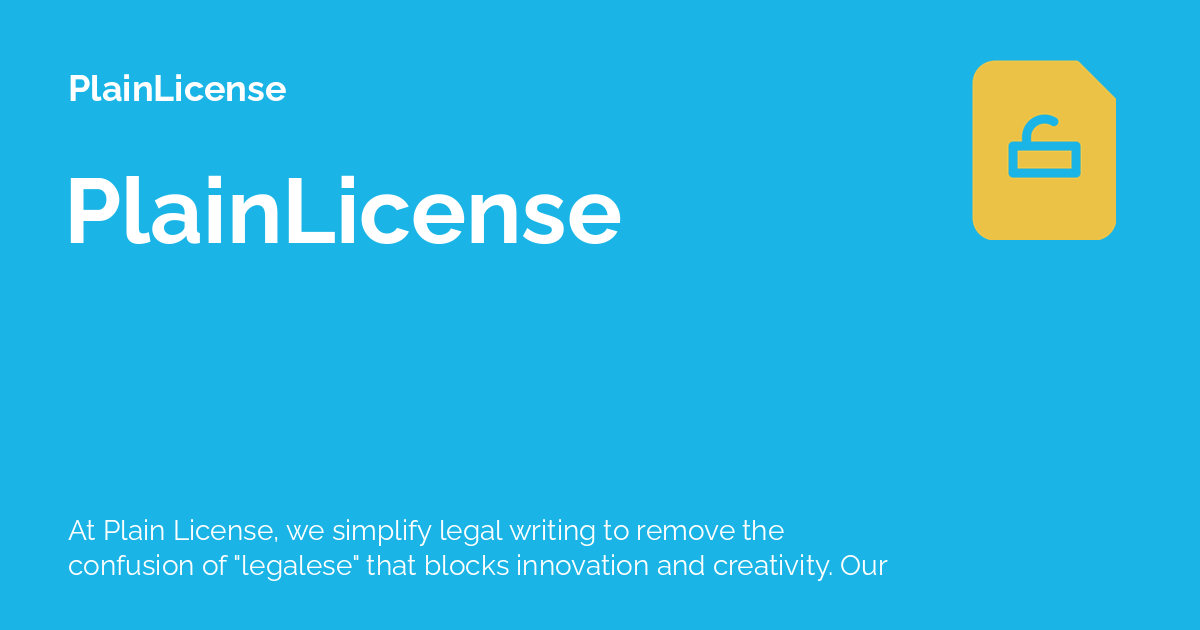 PlainLicense
PlainLicense
At Plain License, we simplify legal writing to remove the
confusion of "legalese" that blocks innovation and creativity. Our